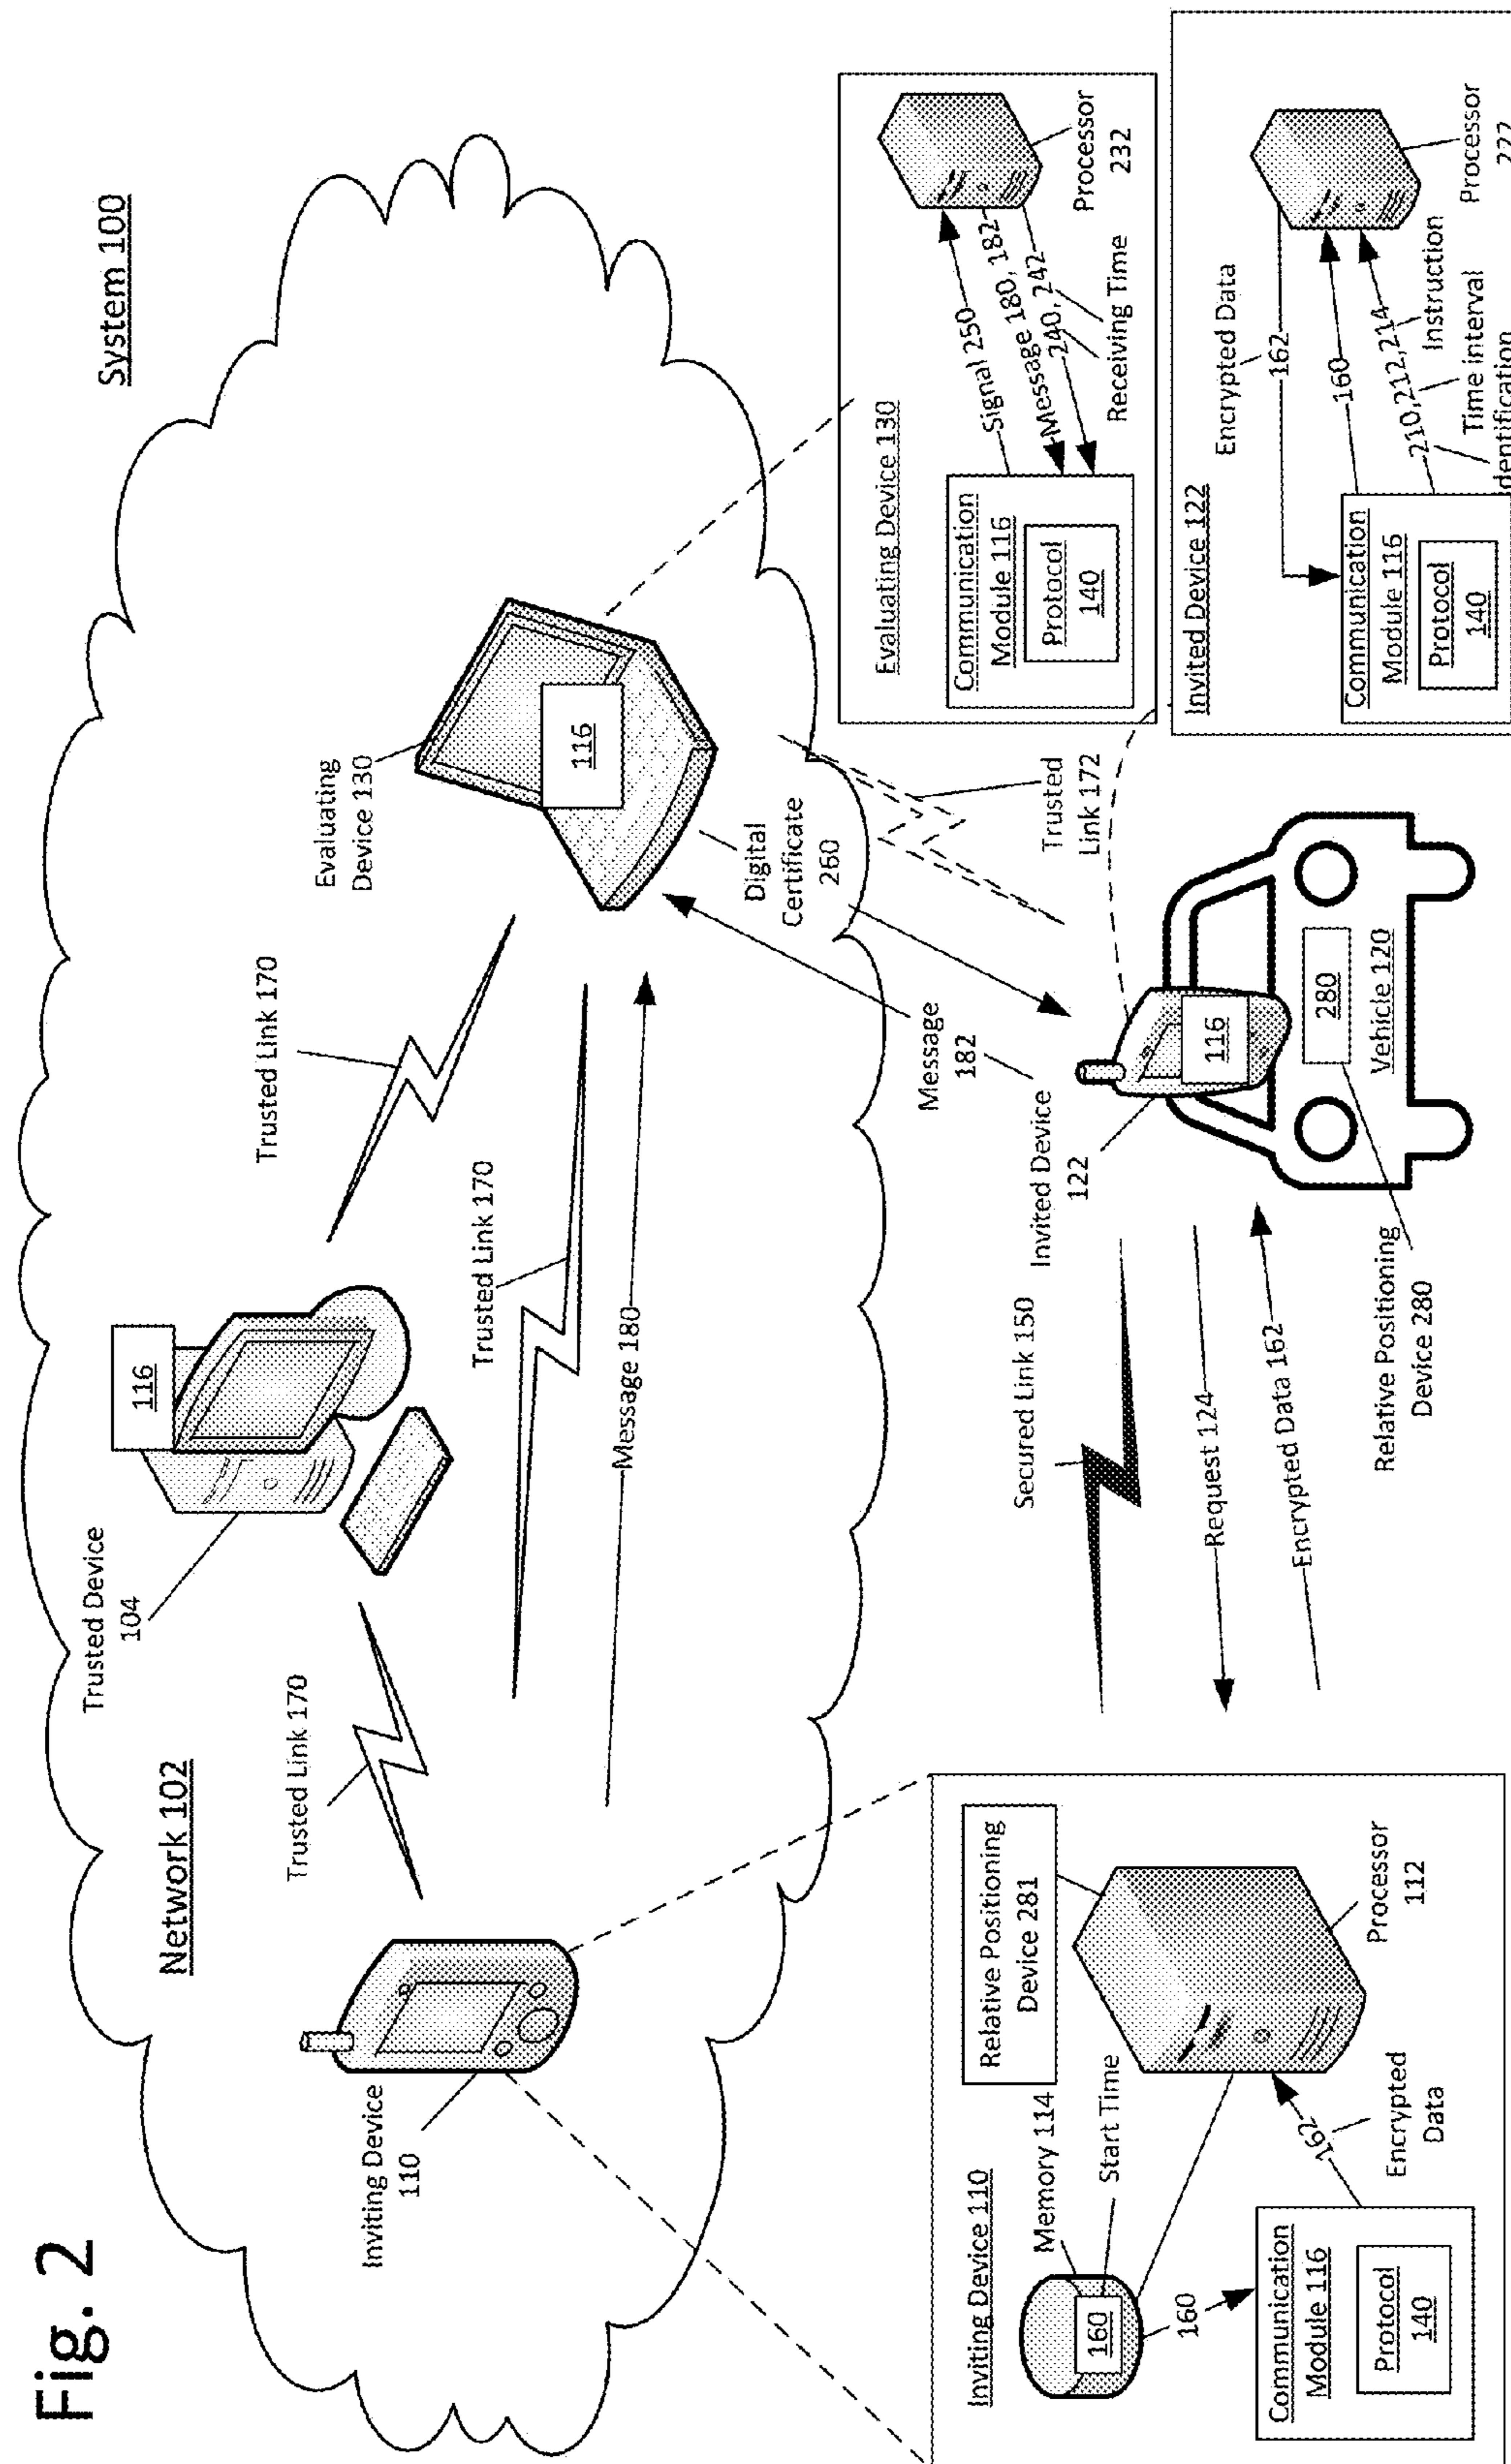 Fig. 2
System 100
Network 102
Trusted Device
104
116
Trusted Link 170
Trusted Link 170
Evaluating
Device 130
116
Trusted Link 170
Message 180
Inviting Device
110
Digital
Certificate
260
Message
182
Trusted
Link 172
Secured Link 150
Request 124
Encrypted Data 162
Invited Device
122
116
280
Vehicle 120
Relative Positioning
Device 280
Inviting Device 110
Memory 114
160
Start Time
160
Communication
Module 116
Protocol
140
Relative Positioning
Device 281
Processor
112
162
Encrypted
Data
Evaluating Device 130
Communication
Module 116
Protocol
140
Signal 250
Message 180, 182
240, 242
Receiving Time
Processor
232
Invited Device 122
Communication
Module 116
Protocol
140
Encrypted Data
162
160
210,212,214
Instruction
Time interval
Identification
Processor
222